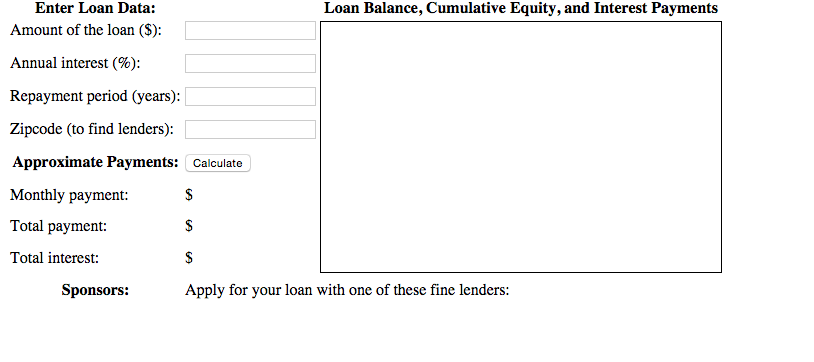 Enter Loan Data:
Loan Balance, Cumulative Equity, and Interest Payments
Amount of the loan ($):
Annual interest (%):
Repayment period (years):
Zipcode (to find lenders):
Approximate Payments: Calculate
Monthly payment: $
Total payment: $
Total interest: $
Sponsors: Apply for your loan with one of these fine lenders: